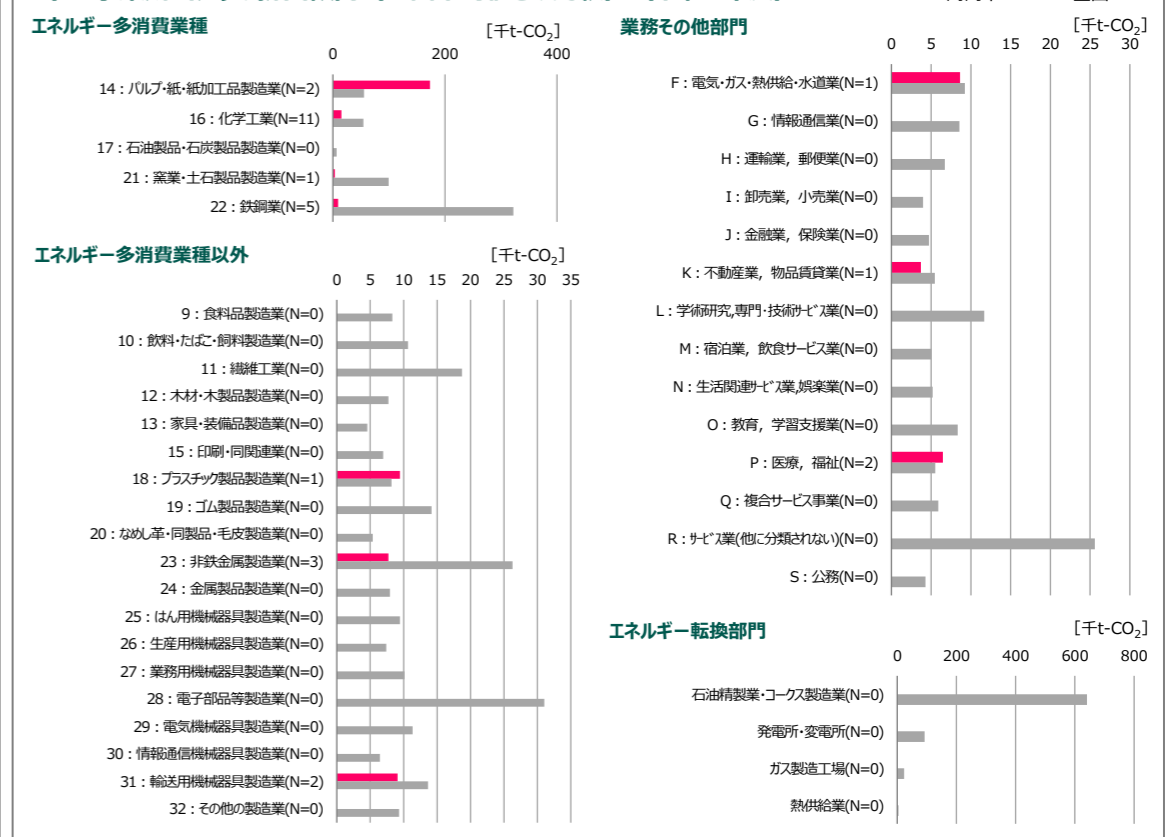 エネルギー多消費業種
[千t-CO2]
0 200 400
14：パルプ・紙・紙加工品製造業(N=2)
16：化学工業(N=11)
17：石油製品・石炭製品製造業(N=0)
21：窯業・土石製品製造業(N=1)
22：鉄鋼業(N=5)
エネルギー多消費業種以外
[千t-CO2]
0 5 10 15 20 25 30 35
9：食料品製造業(N=0)
10：飲料・たばこ・飼料製造業(N=0)
11：繊維工業(N=0)
12：木材・木製品製造業(N=0)
13：家具・装備品製造業(N=0)
15：印刷・同関連業(N=0)
18：プラスチック製品製造業(N=1)
19：ゴム製品製造業(N=0)
20：なめし革・同製品・毛皮製造業(N=0)
23：非鉄金属製造業(N=3)
24：金属製品製造業(N=0)
25：はん用機械器具製造業(N=0)
26：生産用機械器具製造業(N=0)
27：業務用機械器具製造業(N=0)
28：電子部品等製造業(N=0)
29：電気機械器具製造業(N=0)
30：情報通信機械器具製造業(N=0)
31：輸送用機械器具製造業(N=2)
32：その他の製造業(N=0)
業務その他部門
[千t-CO2]
0 5 10 15 20 25 30
F：電気・ガス・熱供給・水道業(N=1)
G：情報通信業(N=0)
H：運輸業，郵便業(N=0)
I：卸売業，小売業(N=0)
J：金融業，保険業(N=0)
K：不動産業，物品賃貸業(N=1)
L：学術研究,専門・技術サービス業(N=0)
M：宿泊業，飲食サービス業(N=0)
N：生活関連サービス業,娯楽業(N=0)
O：教育，学習支援業(N=0)
P：医療，福祉(N=2)
Q：複合サービス事業(N=0)
R：サービス業(他に分類されない)(N=0)
S：公務(N=0)
エネルギー転換部門
[千t-CO2]
0 200 400 600 800
石油精製業・コークス製造業(N=0)
発電所・変電所(N=0)
ガス製造工場(N=0)
熱供給業(N=0)